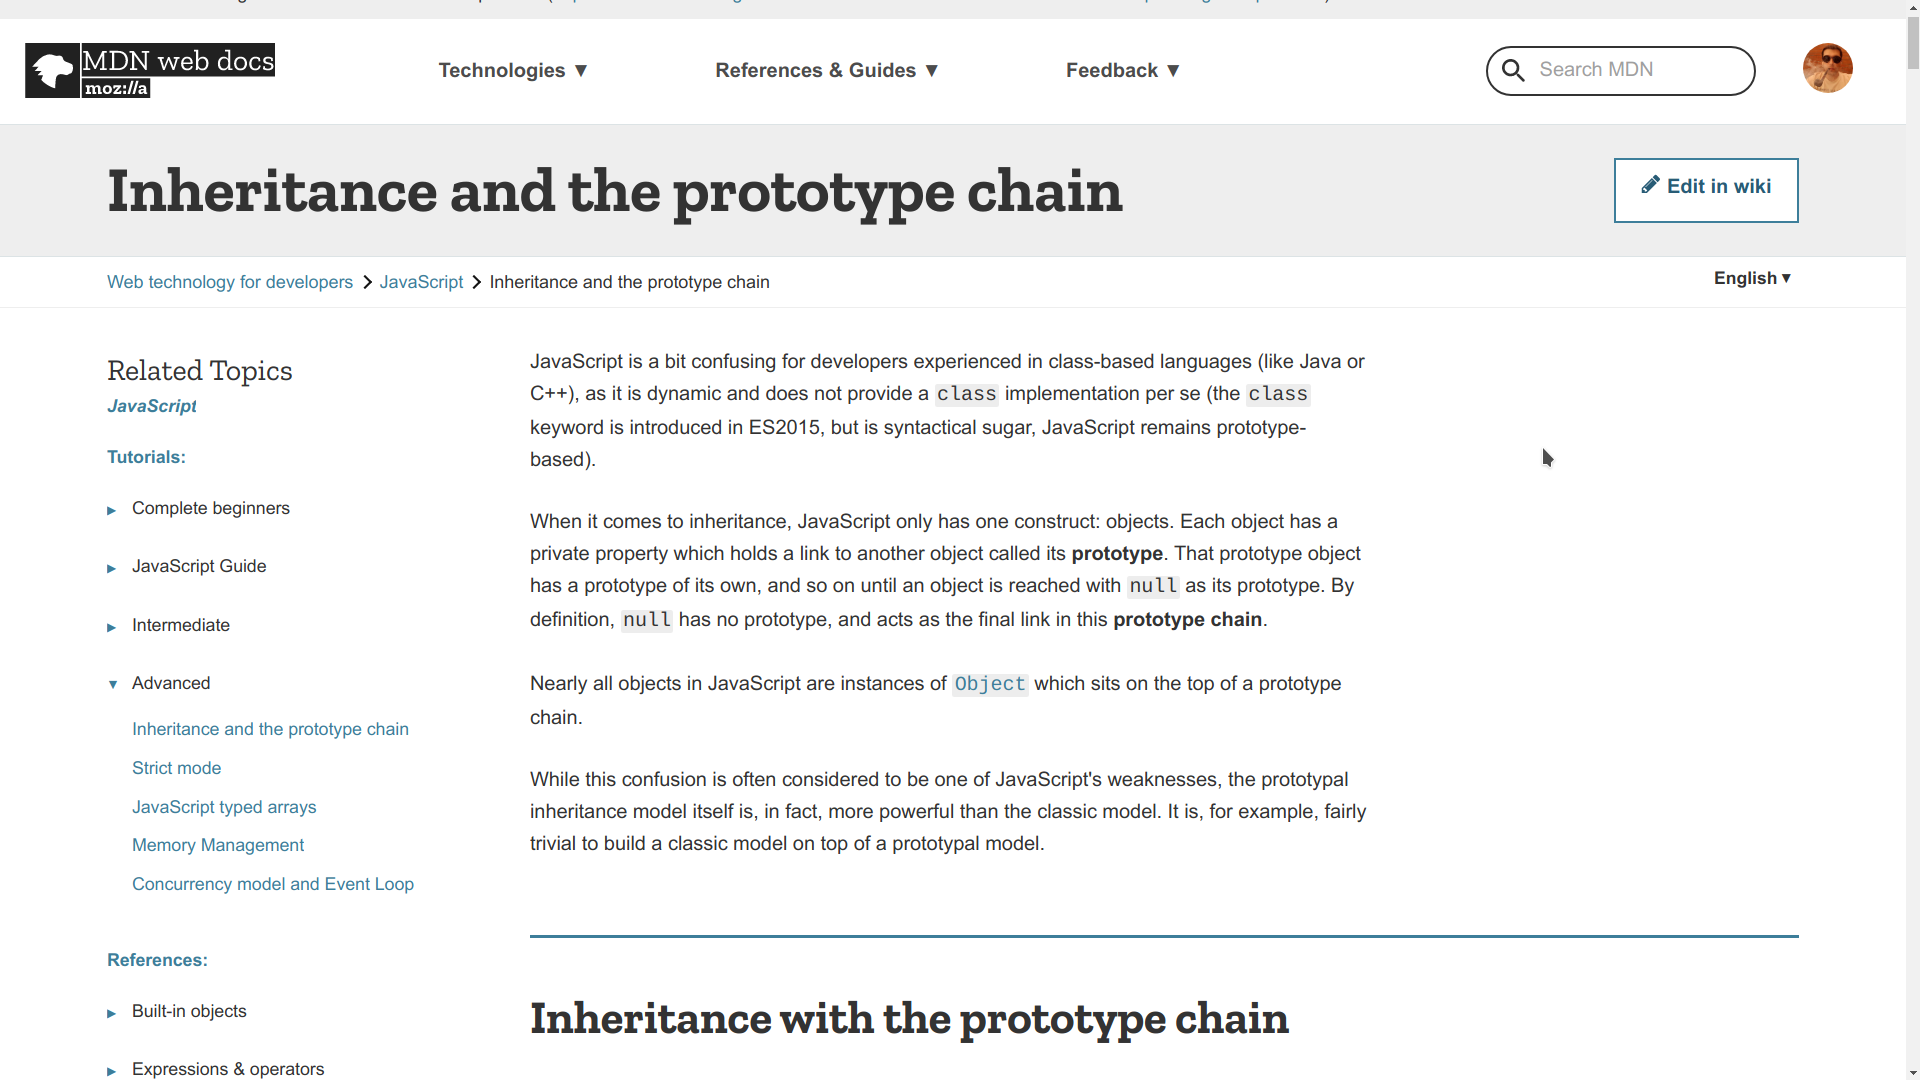 MDN web docs
moz://a
Technologies ▼
References & Guides ▼
Feedback ▼
Search MDN
Inheritance and the prototype chain
Edit in wiki
Web technology for developers > JavaScript > Inheritance and the prototype chain
English ▼
Related Topics
JavaScript
Tutorials:
▶ Complete beginners
▶ JavaScript Guide
▶ Intermediate
▼ Advanced
Inheritance and the prototype chain
Strict mode
JavaScript typed arrays
Memory Management
Concurrency model and Event Loop
References:
▶ Built-in objects
▶ Expressions & operators
JavaScript is a bit confusing for developers experienced in class-based languages (like Java or
C++), as it is dynamic and does not provide a class implementation per se (the class
keyword is introduced in ES2015, but is syntactical sugar, JavaScript remains prototype-
based).
When it comes to inheritance, JavaScript only has one construct: objects. Each object has a
private property which holds a link to another object called its prototype. That prototype object
has a prototype of its own, and so on until an object is reached with null as its prototype. By
definition, null has no prototype, and acts as the final link in this prototype chain.
Nearly all objects in JavaScript are instances of Object which sits on the top of a prototype
chain.
While this confusion is often considered to be one of JavaScript's weaknesses, the prototypal
inheritance model itself is, in fact, more powerful than the classic model. It is, for example, fairly
trivial to build a classic model on top of a prototypal model.
Inheritance with the prototype chain